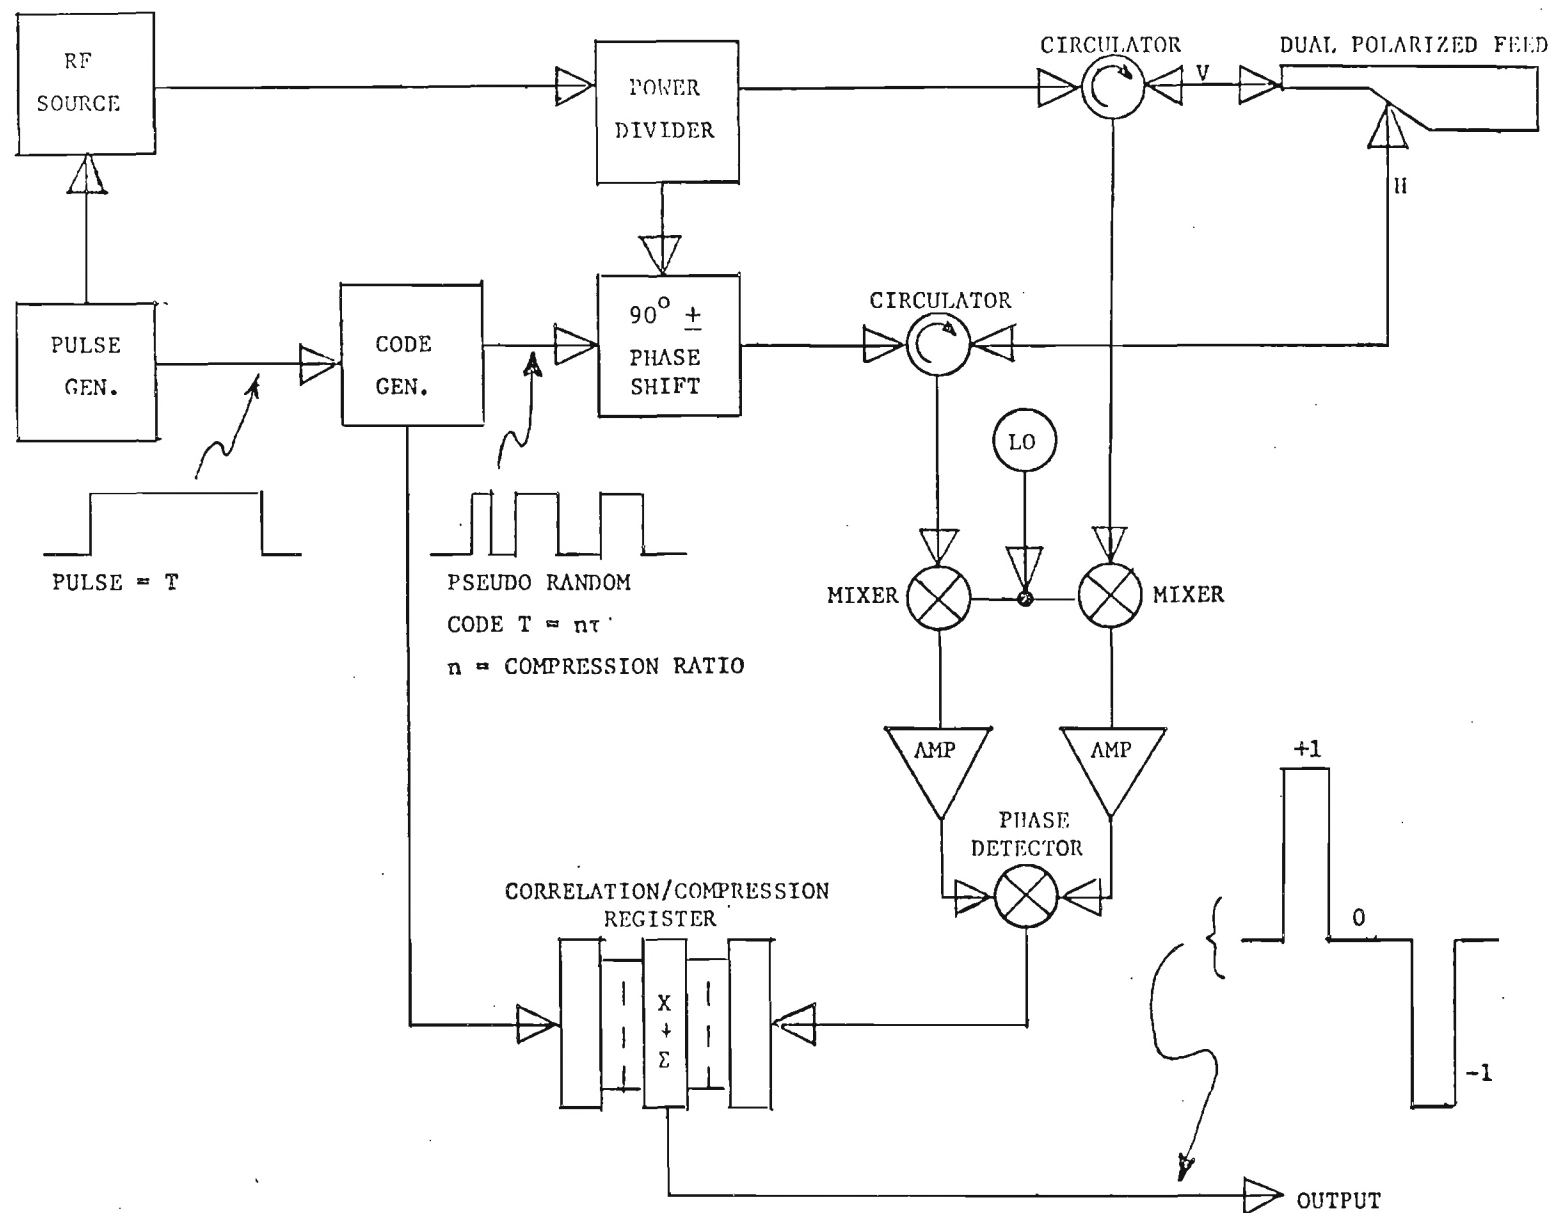 RF
SOURCE
POWER
DIVIDER
CIRCULATOR
V
DUAL POLARIZED FEED
H
PULSE
GEN.
CODE
GEN.
90° ±
PHASE
SHIFT
CIRCULATOR
LO
PULSE = T
PSEUDO RANDOM
CODE T = nτ
n = COMPRESSION RATIO
MIXER
MIXER
AMP
AMP
PHASE
DETECTOR
+1
0
-1
CORRELATION/COMPRESSION
REGISTER
X
↓
Σ
OUTPUT